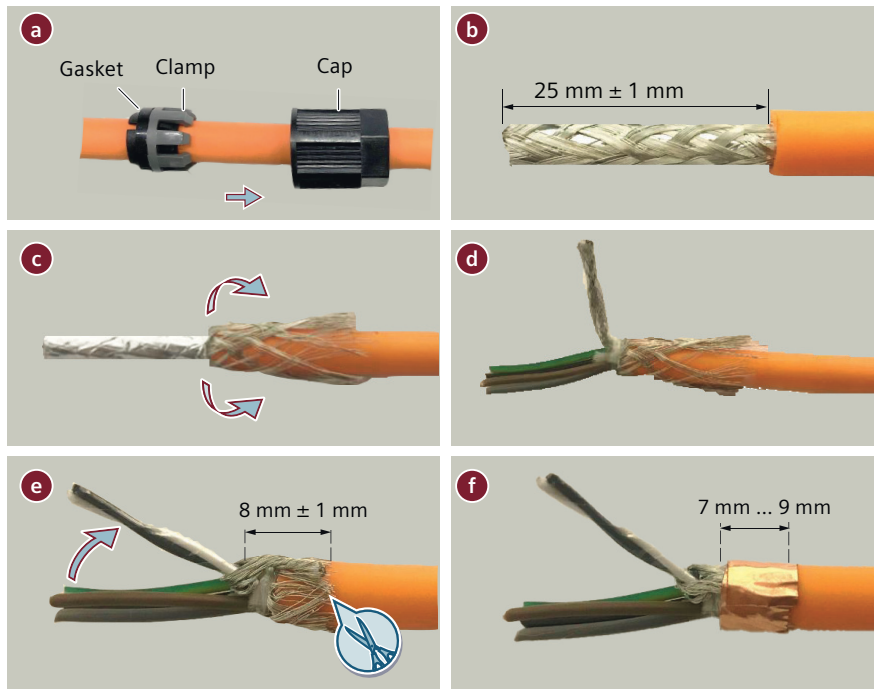 a
Gasket
Clamp
Cap
b
25 mm ± 1 mm
c
d
e
8 mm ± 1 mm
f
7 mm ... 9 mm